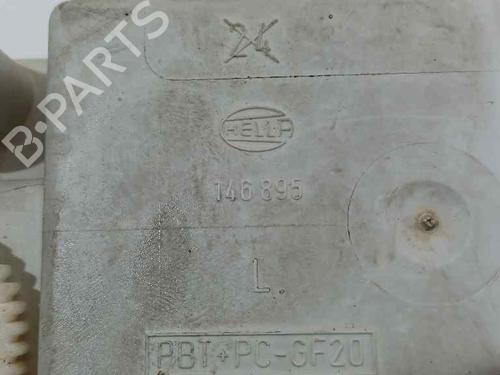 24
HELLA
146 895
L.
PBT+PC-GF20
B-PARTS